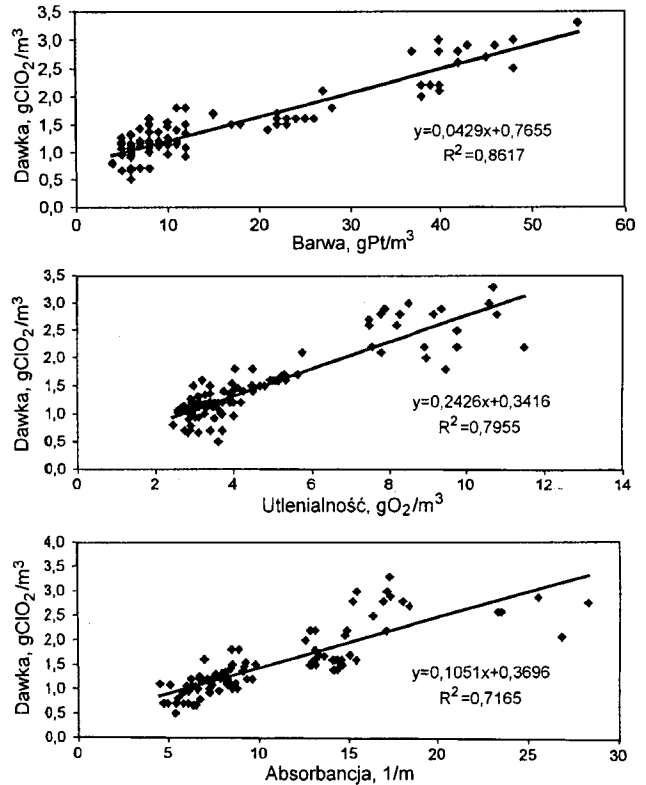 3,5
3,0
2,5
2,0
1,5
1,0
0,5
0,0
Dawka, gClO₂/m³
y=0,0429x+0,7655
R²=0,8617
0 10 20 30 40 50 60
Barwa, gPt/m³
3,5
3,0
2,5
2,0
1,5
1,0
0,5
0,0
Dawka, gClO₂/m³
y=0,2426x+0,3416
R²=0,7955
0 2 4 6 8 10 12 14
Utlenialność, gO₂/m³
4,0
3,5
3,0
2,5
2,0
1,5
1,0
0,5
0,0
Dawka, gClO₂/m³
y=0,1051x+0,3696
R²=0,7165
0 5 10 15 20 25 30
Absorbancja, 1/m